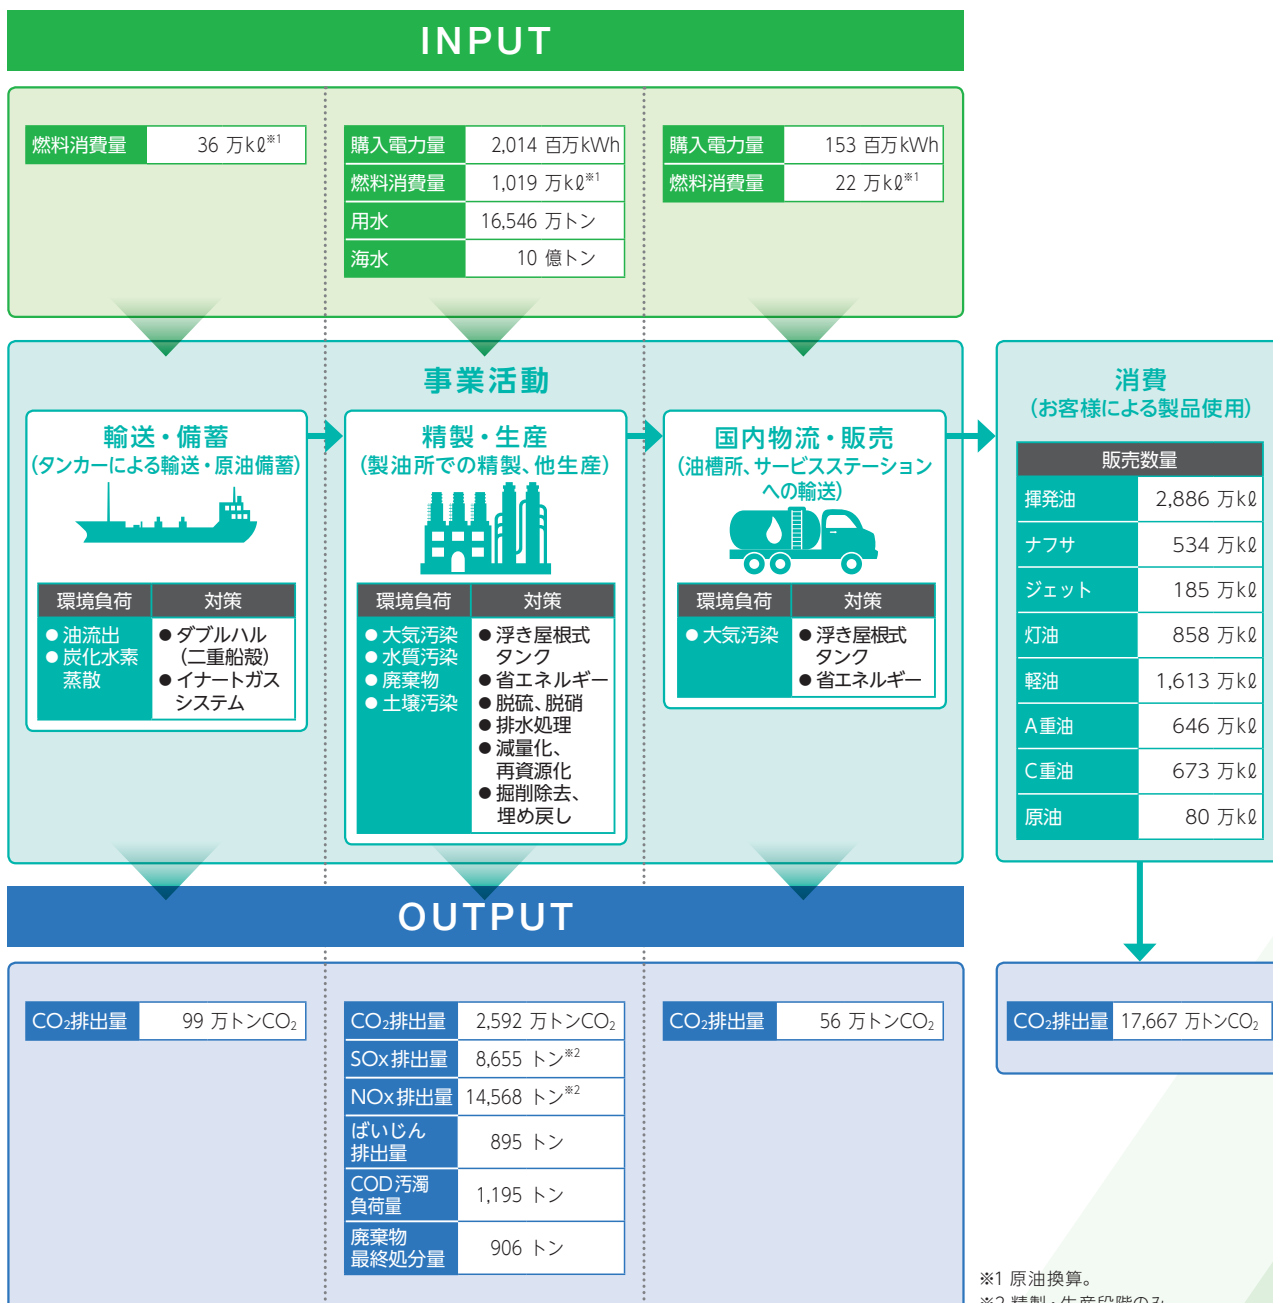 INPUT
燃料消費量 36 万kℓ※1
購入電力量 2,014 百万kWh
燃料消費量 1,019 万kℓ※1
用水 16,546 万トン
海水 10 億トン
購入電力量 153 百万kWh
燃料消費量 22 万kℓ※1
事業活動
輸送・備蓄
(タンカーによる輸送・原油備蓄)
環境負荷 対策
●油流出
●炭化水素
蒸散
●ダブルハル
(二重船殻)
●イナートガス
システム
精製・生産
(製油所での精製、他生産)
環境負荷 対策
●大気汚染
●水質汚染
●廃棄物
●土壌汚染
●浮き屋根式
タンク
●省エネルギー
●脱硫、脱硝
●排水処理
●減量化、
再資源化
●掘削除去、
埋め戻し
国内物流・販売
(油槽所、サービスステーション
への輸送)
環境負荷 対策
●大気汚染
●浮き屋根式
タンク
●省エネルギー
消費
(お客様による製品使用)
販売数量
揮発油 2,886 万kℓ
ナフサ 534 万kℓ
ジェット 185 万kℓ
灯油 858 万kℓ
軽油 1,613 万kℓ
A重油 646 万kℓ
C重油 673 万kℓ
原油 80 万kℓ
OUTPUT
CO₂排出量 99 万トンCO₂
CO₂排出量 2,592 万トンCO₂
SOx排出量 8,655 トン※2
NOx排出量 14,568 トン※2
ばいじん
排出量 895 トン
COD汚濁
負荷量 1,195 トン
廃棄物
最終処分量 906 トン
CO₂排出量 56 万トンCO₂
CO₂排出量 17,667 万トンCO₂
※1 原油換算。
※2 精製・生産段階のみ